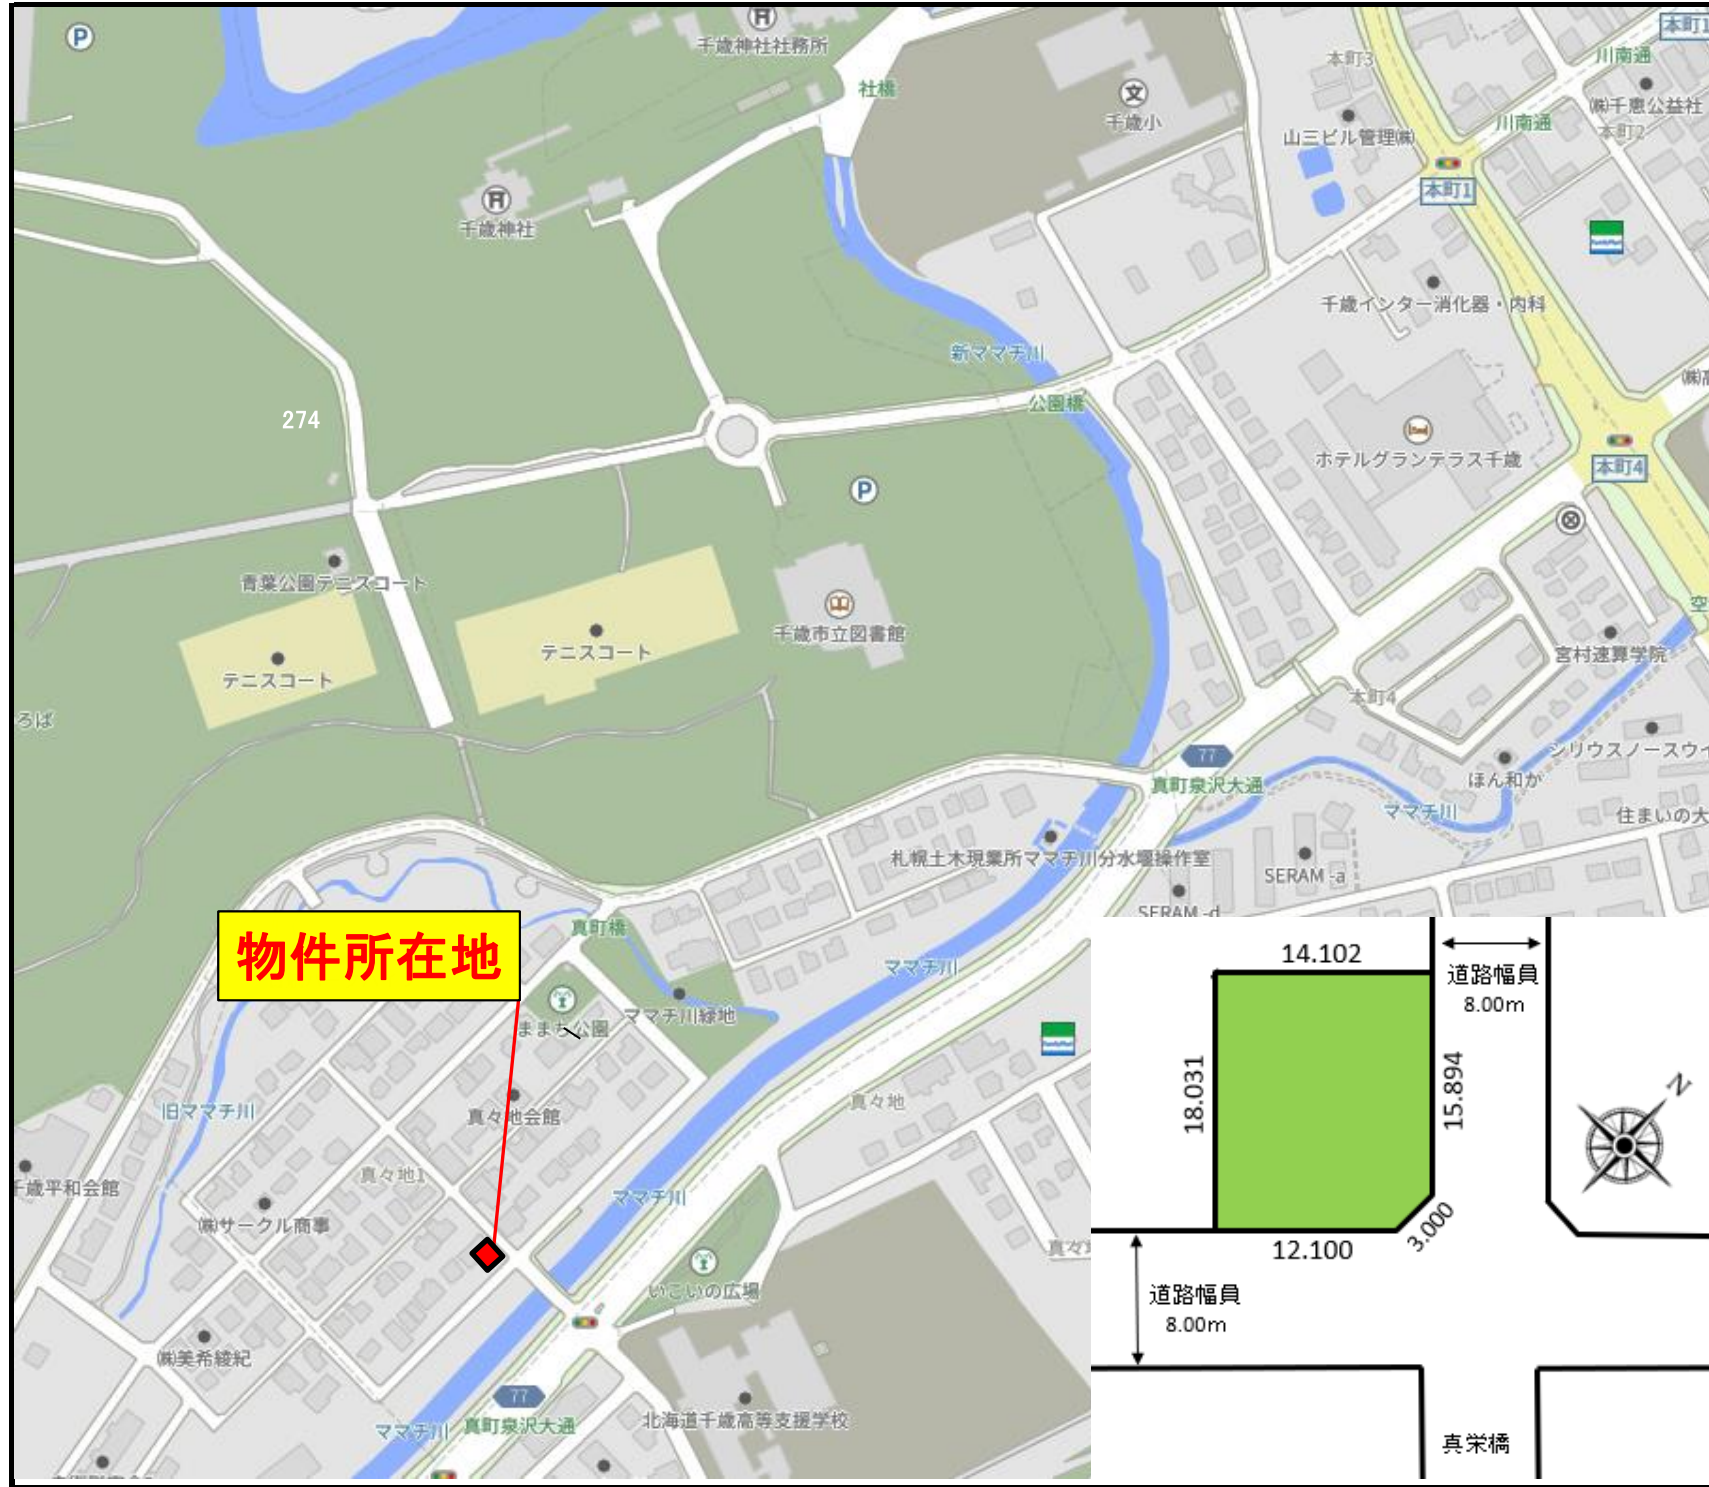 P
千歳神社社務所
社橋
文
千歳小
本町3
川南通
㈱千恵公益社
本町2
川南通
山三ビル管理㈱
本町1
千歳神社
FamilyMart
千歳インター消化器・内科
新ママチ川
公園橋
274
ホテルグランテラス千歳
本町4
P
青葉公園テニスコート
テニスコート
テニスコート
千歳市立図書館
宮村速算学院
本町4
77
真町泉沢大通
シリウスノースウイ
ほん和か
ママチ川
住まいの大
札幌土木現業所ママチ川分水堰操作室
SERAM-a
SERAM-d
真町橋
物件所在地
ママチ川
ママチ川緑地
ままち公園
真々地会館
旧ママチ川
真々地
真々地1
千歳平和会館
㈱サークル商事
ママチ川
いこいの広場
㈱美希綾紀
77
真町泉沢大通
ママチ川
北海道千歳高等支援学校
14.102
道路幅員
8.00m
18.031
15.894
N
3.000
12.100
道路幅員
8.00m
真栄橋